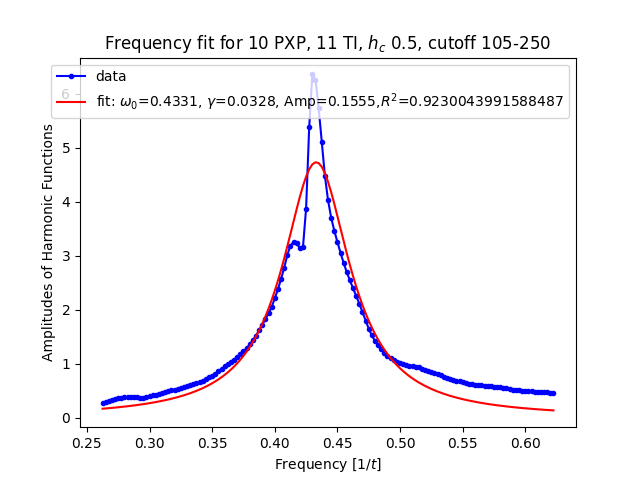 Frequency fit for 10 PXP, 11 TI, $h_c$ 0.5, cutoff 105-250
data
fit: $\omega_0$=0.4331, $\gamma$=0.0328, Amp=0.1555,$R^2$=0.9230043991588487
Amplitudes of Harmonic Functions
6
5
4
3
2
1
0
0.25 0.30 0.35 0.40 0.45 0.50 0.55 0.60
Frequency [1/$t$]